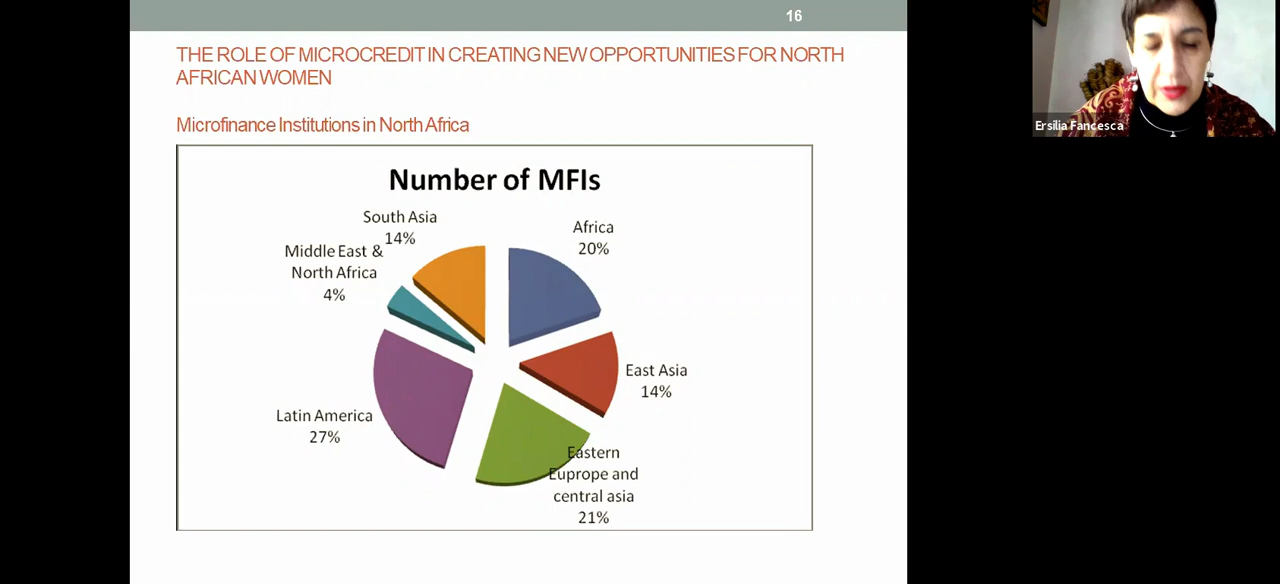 16
THE ROLE OF MICROCREDIT IN CREATING NEW OPPORTUNITIES FOR NORTH
AFRICAN WOMEN
Microfinance Institutions in North Africa
Number of MFIs
South Asia
14%
Africa
20%
Middle East &
North Africa
4%
East Asia
14%
Latin America
27%
Eastern
Euprope and
central asia
21%
Ersilia Fancesca